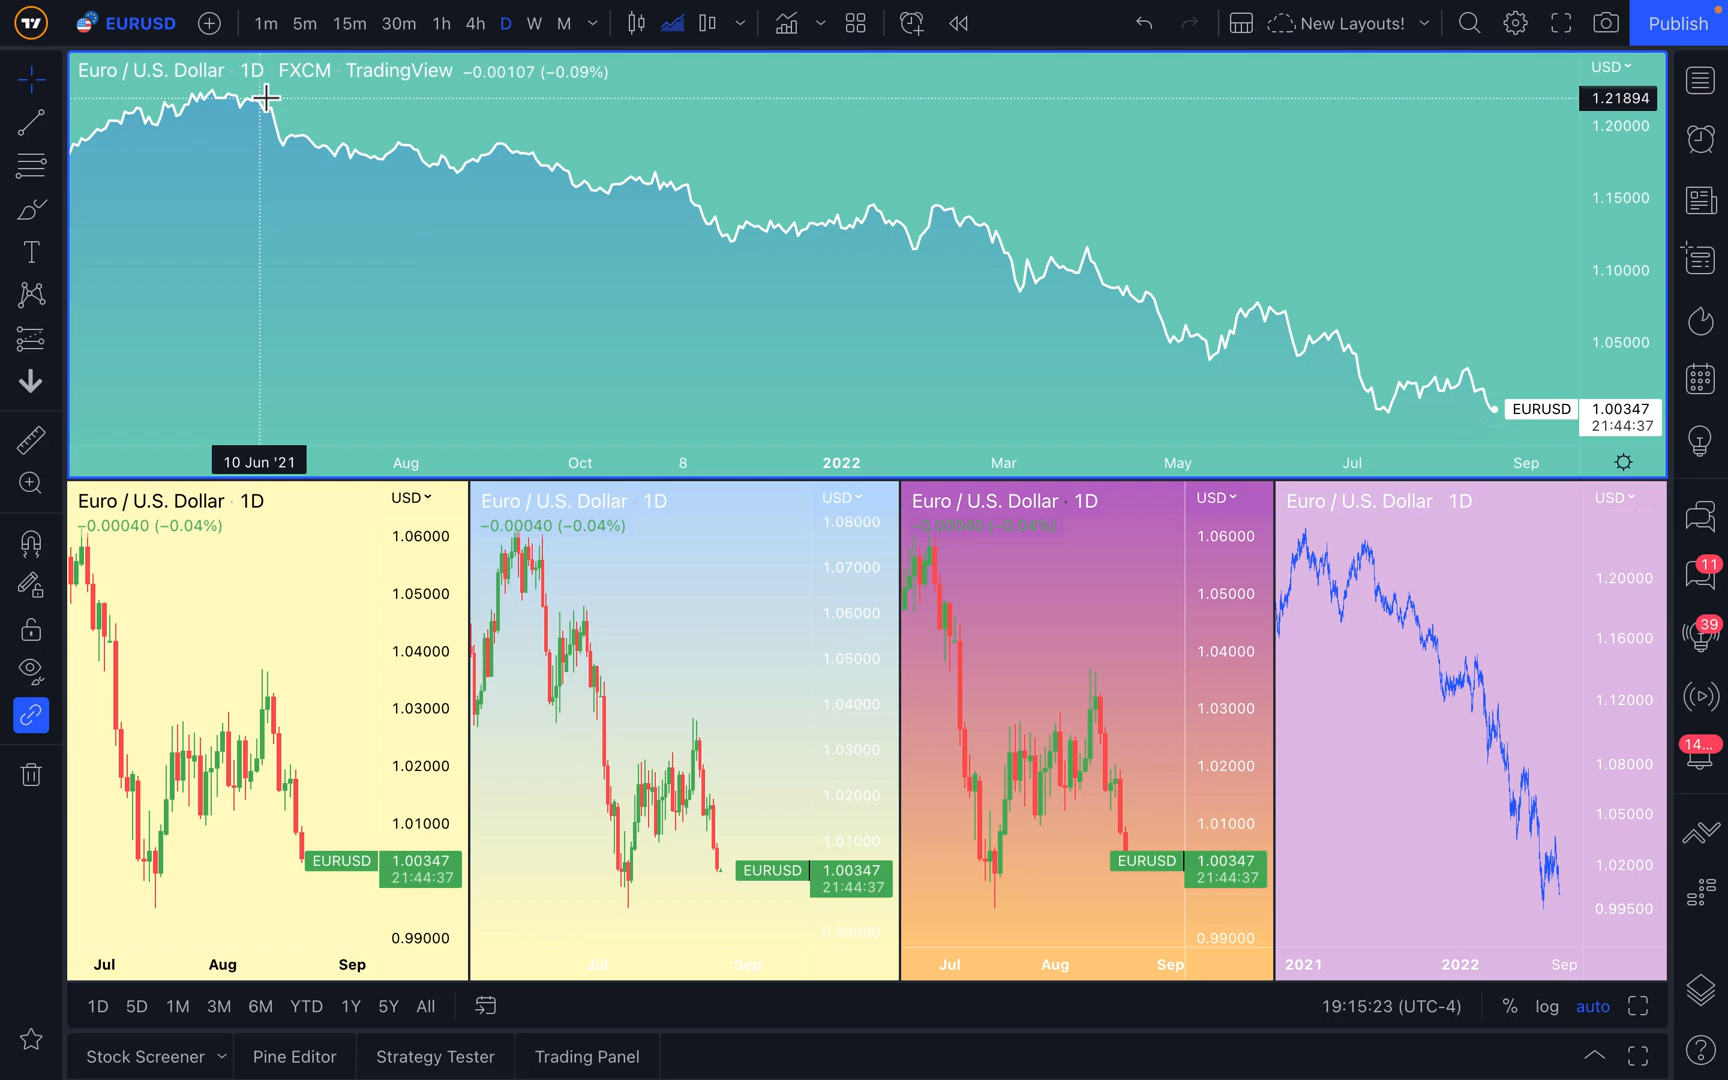 EURUSD 1m 5m 15m 30m 1h 4h D W M New Layouts! Publish
Euro / U.S. Dollar · 1D · FXCM · TradingView −0.00107 (−0.09%)
USD
1.21894
1.20000
1.15000
1.10000
1.05000
EURUSD 1.00347
21:44:37
10 Jun '21 Aug Oct 8 2022 Mar May Jul Sep
Euro / U.S. Dollar · 1D USD
−0.00040 (−0.04%)
1.06000
1.05000
1.04000
1.03000
1.02000
1.01000
EURUSD 1.00347
21:44:37
0.99000
Jul Aug Sep
Euro / U.S. Dollar · 1D USD
−0.00040 (−0.04%)
1.08000
1.07000
1.06000
1.05000
1.04000
1.03000
1.02000
1.01000
EURUSD 1.00347
21:44:37
0.99000
Jul Sep
Euro / U.S. Dollar · 1D USD
1.06000
1.05000
1.04000
1.03000
1.02000
1.01000
EURUSD 1.00347
21:44:37
0.99000
Jul Aug Sep
Euro / U.S. Dollar 1D USD
1.20000
1.16000
1.12000
1.08000
1.05000
1.02000
0.99500
2021 2022 Sep
11
39
14...
1D 5D 1M 3M 6M YTD 1Y 5Y All 19:15:23 (UTC-4) % log auto
Stock Screener Pine Editor Strategy Tester Trading Panel